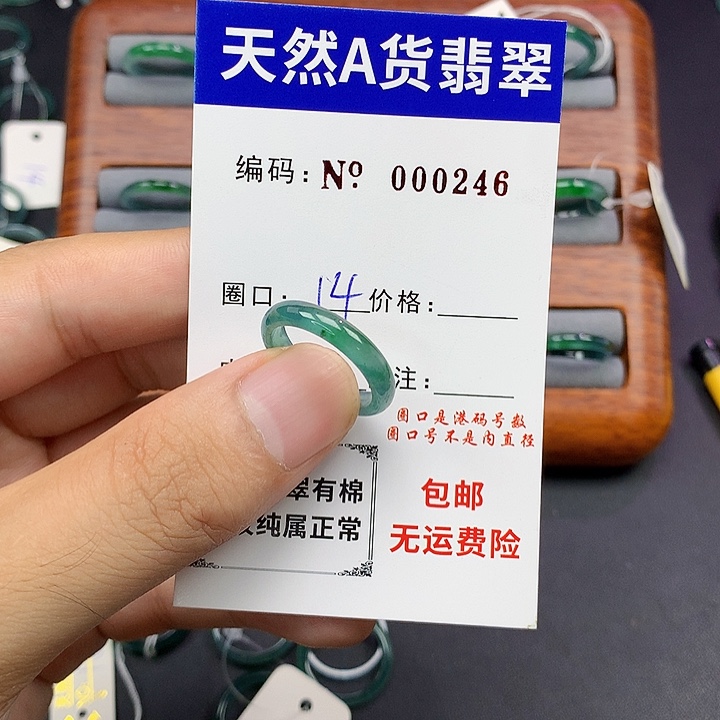 天然A货翡翠
编码: Nº 000246
圈口: 14 价格:
注:
圈口是港码号数
圈口号不是内直径
翠有棉
纯属正常
包邮
无运费险